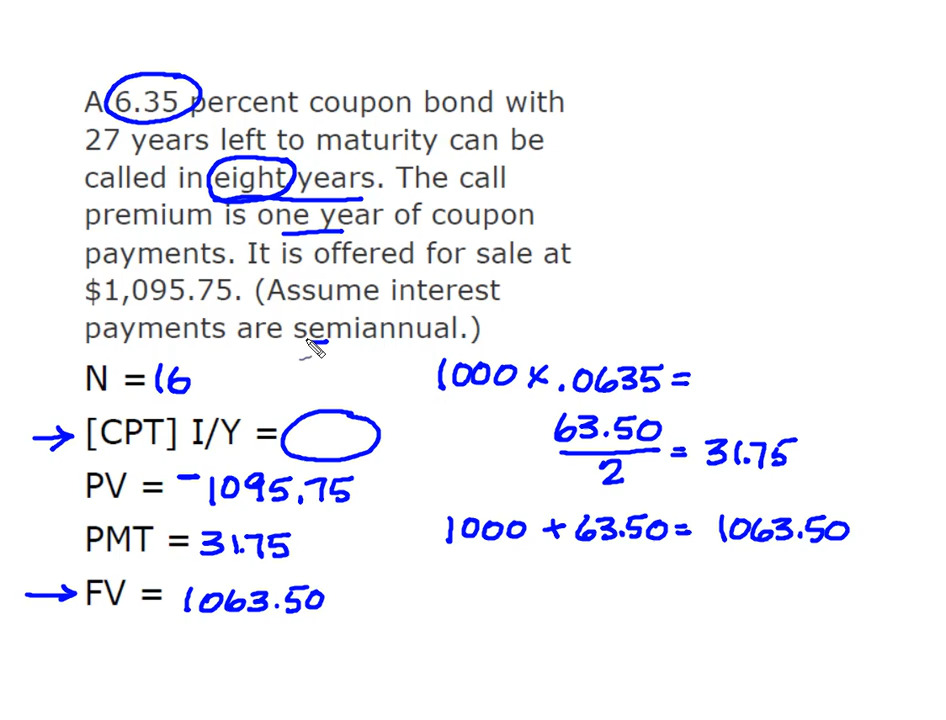 A 6.35 percent coupon bond with
27 years left to maturity can be
called in eight years. The call
premium is one year of coupon
payments. It is offered for sale at
$1,095.75. (Assume interest
payments are semiannual.)
N = 16
1000 × .0635 =
→ [CPT] I/Y =
63.50
2
= 31.75
PV = -1095.75
1000 + 63.50 = 1063.50
PMT = 31.75
→ FV = 1063.50